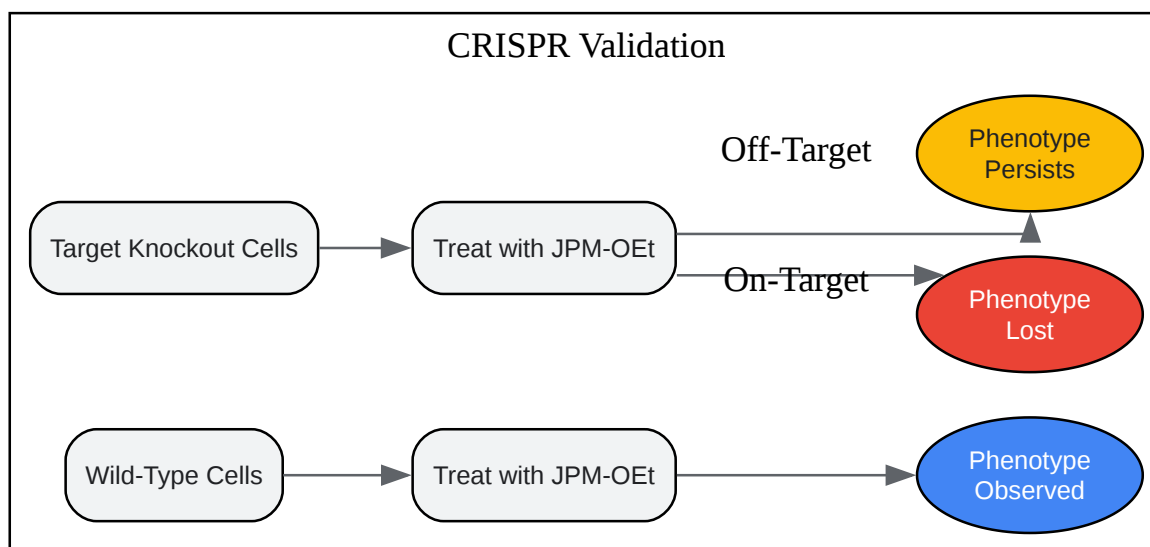 CRISPR Validation
Off-Target
Phenotype
Persists
Target Knockout Cells
Treat with JPM-OEt
On-Target
Phenotype
Lost
Wild-Type Cells
Treat with JPM-OEt
Phenotype
Observed